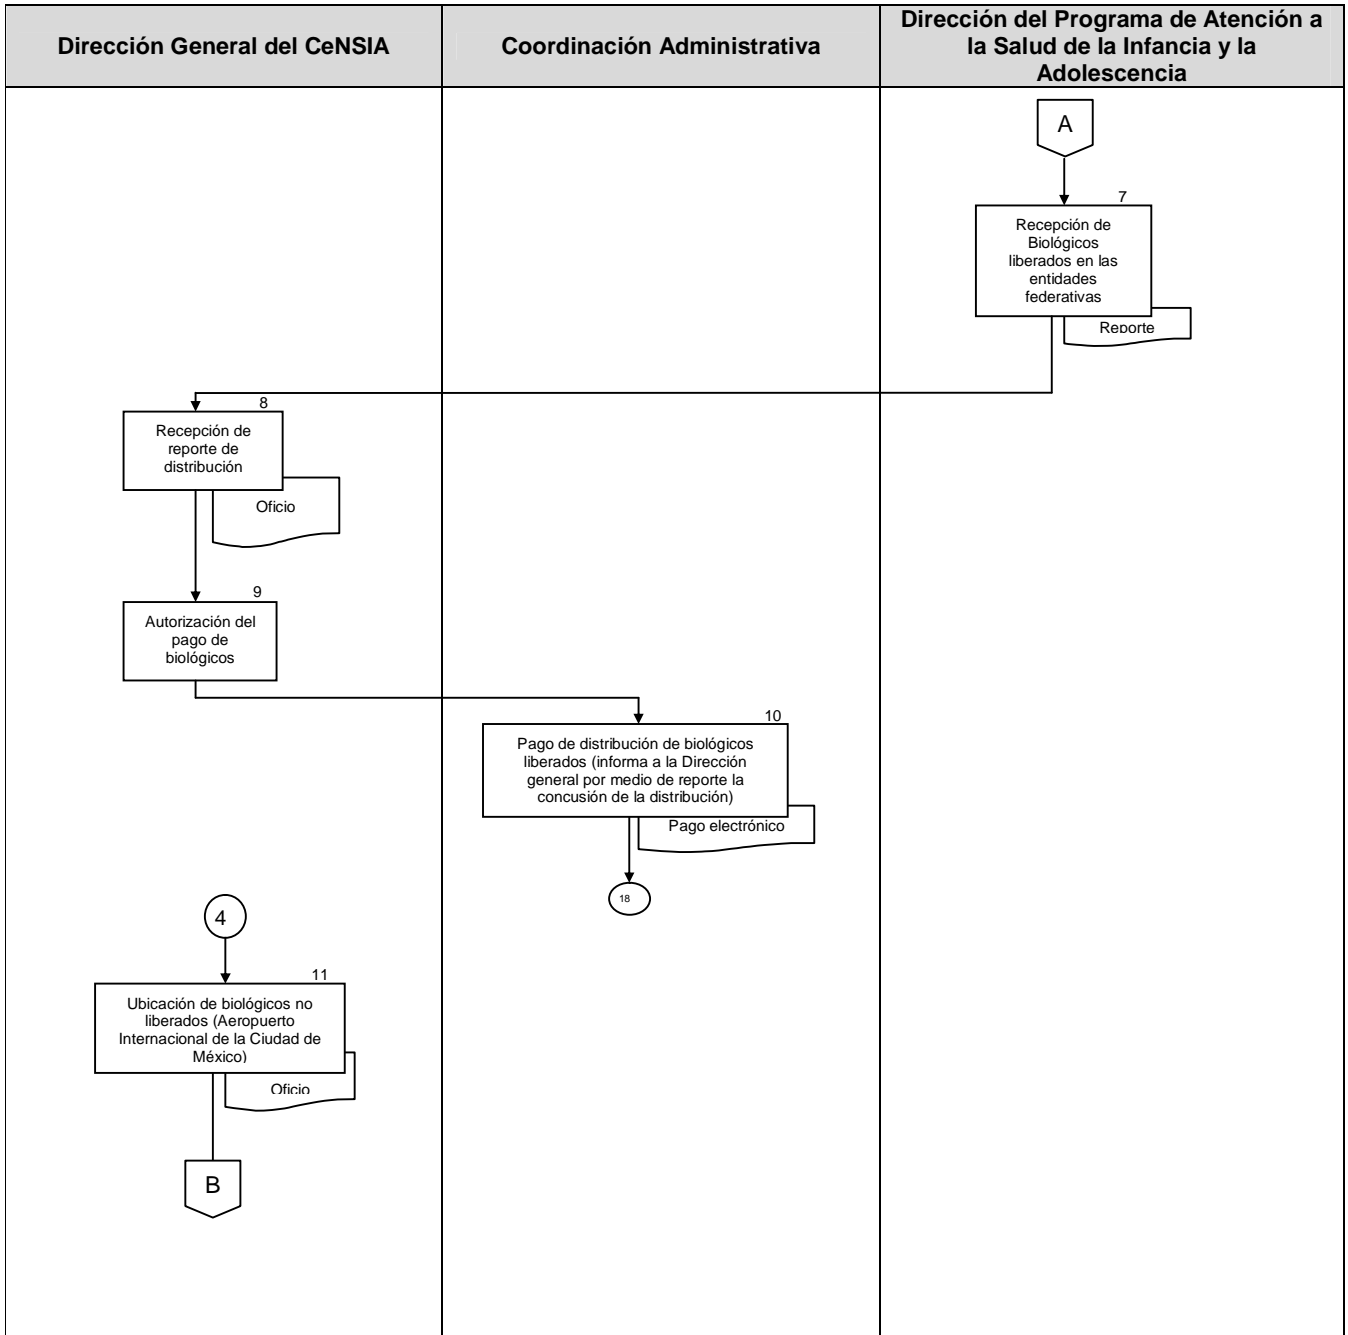 Dirección General del CeNSIA
Coordinación Administrativa
Dirección del Programa de Atención a
la Salud de la Infancia y la
Adolescencia
A
7
Recepción de
Biológicos
liberados en las
entidades
federativas
Reporte
8
Recepción de
reporte de
distribución
Oficio
9
Autorización del
pago de
biológicos
10
Pago de distribución de biológicos
liberados (informa a la Dirección
general por medio de reporte la
concusión de la distribución)
Pago electrónico
18
4
11
Ubicación de biológicos no
liberados (Aeropuerto
Internacional de la Ciudad de
México)
Oficio
B